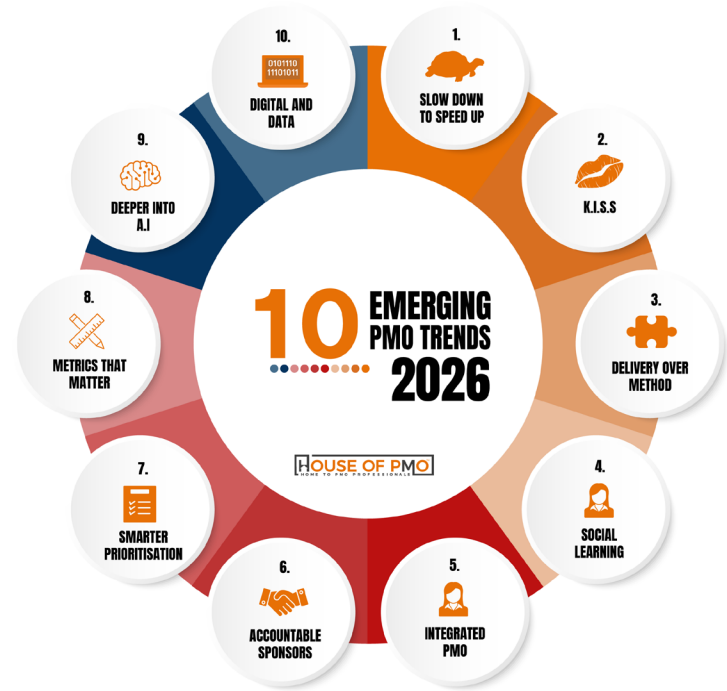 10 EMERGING
PMO TRENDS
2026
HOUSE OF PMO
HOME TO PMO PROFESSIONALS
1.
SLOW DOWN
TO SPEED UP
2.
K.I.S.S
3.
DELIVERY OVER
METHOD
4.
SOCIAL
LEARNING
5.
INTEGRATED
PMO
6.
ACCOUNTABLE
SPONSORS
7.
SMARTER
PRIORITISATION
8.
METRICS THAT
MATTER
9.
DEEPER INTO
A.I
10.
0101110
11101011
DIGITAL AND
DATA